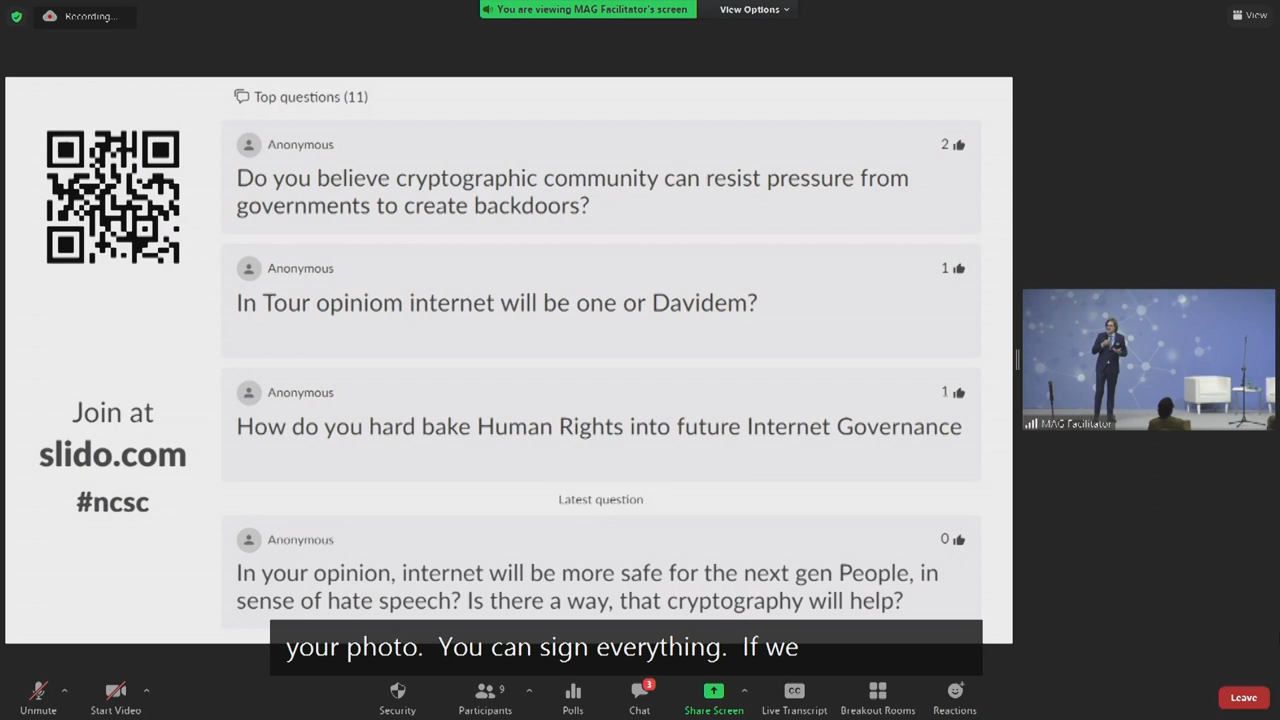 Recording...
You are viewing MAG Facilitator's screen
View Options
View
Top questions (11)
Anonymous
2
Do you believe cryptographic community can resist pressure from
governments to create backdoors?
Anonymous
1
In Tour opiniom internet will be one or Davidem?
Anonymous
1
How do you hard bake Human Rights into future Internet Governance
Latest question
Anonymous
0
In your opinion, internet will be more safe for the next gen People, in
sense of hate speech? Is there a way, that cryptography will help?
Join at
slido.com
#ncsc
MAG Facilitator
your photo. You can sign everything. If we
Unmute
Start Video
Security
Participants
9
Polls
Chat
3
Share Screen
CC
Live Transcript
Breakout Rooms
Reactions
Leave